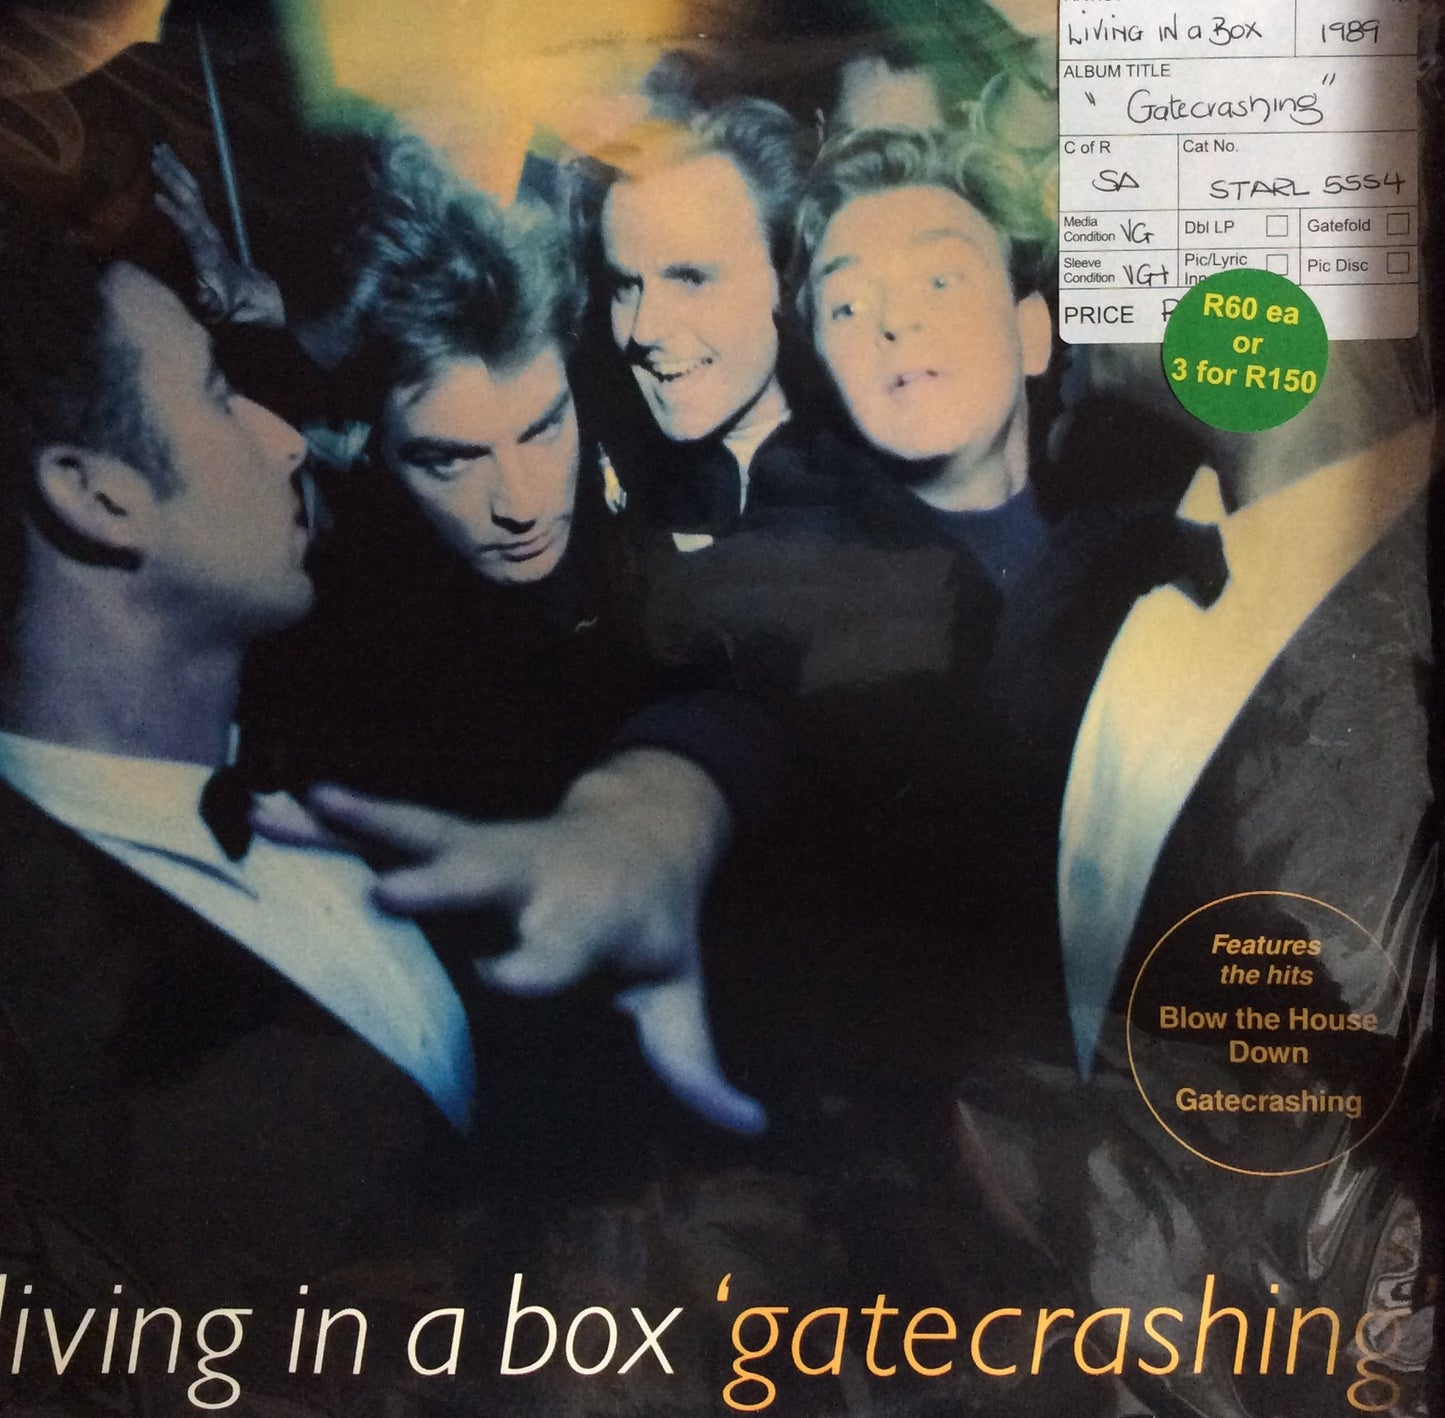 Living in a Box 1989
ALBUM TITLE
" Gatecrashing"
C of R Cat No.
SA STARL 5554
Media
Condition VG Dbl LP Gatefold
Sleeve
Condition VG+ Pic/Lyric Pic Disc
PRICE
R60 ea
or
3 for R150
Features
the hits
Blow the House
Down
Gatecrashing
living in a box ‘gatecrashing